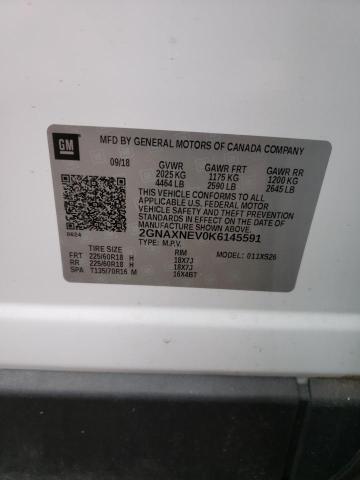 GM
MFD BY GENERAL MOTORS OF CANADA COMPANY
09/18 GVWR GAWR FRT GAWR RR
2025 KG 1175 KG 1200 KG
4464 LB 2590 LB 2645 LB
THIS VEHICLE CONFORMS TO ALL
APPLICABLE U.S. FEDERAL MOTOR
VEHICLE SAFETY, BUMPER, AND THEFT
PREVENTION STANDARDS IN EFFECT ON
THE DATE OF MANUFACTURE SHOWN ABOVE.
2GNAXNEV0K6145591
TYPE: M.P.V. MODEL: 011XS26
TIRE SIZE RIM
FRT 225/60R18 H 18X7J
RR 225/60R18 H 18X7J
SPA T135/70R16 M 16X4BT